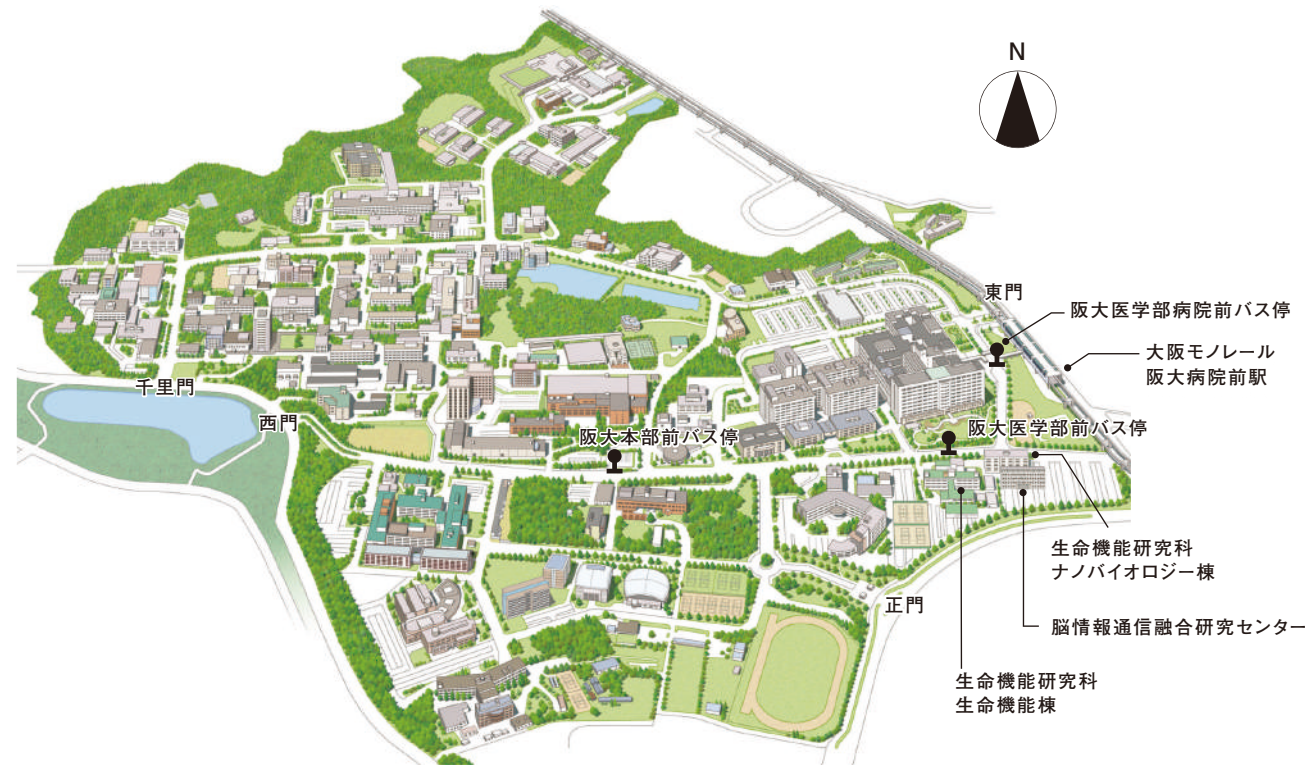 N
東門
阪大医学部病院前バス停
大阪モノレール
阪大病院前駅
千里門
西門
阪大本部前バス停
阪大医学部前バス停
生命機能研究科
ナノバイオロジー棟
正門
脳情報通信融合研究センター
生命機能研究科
生命機能棟